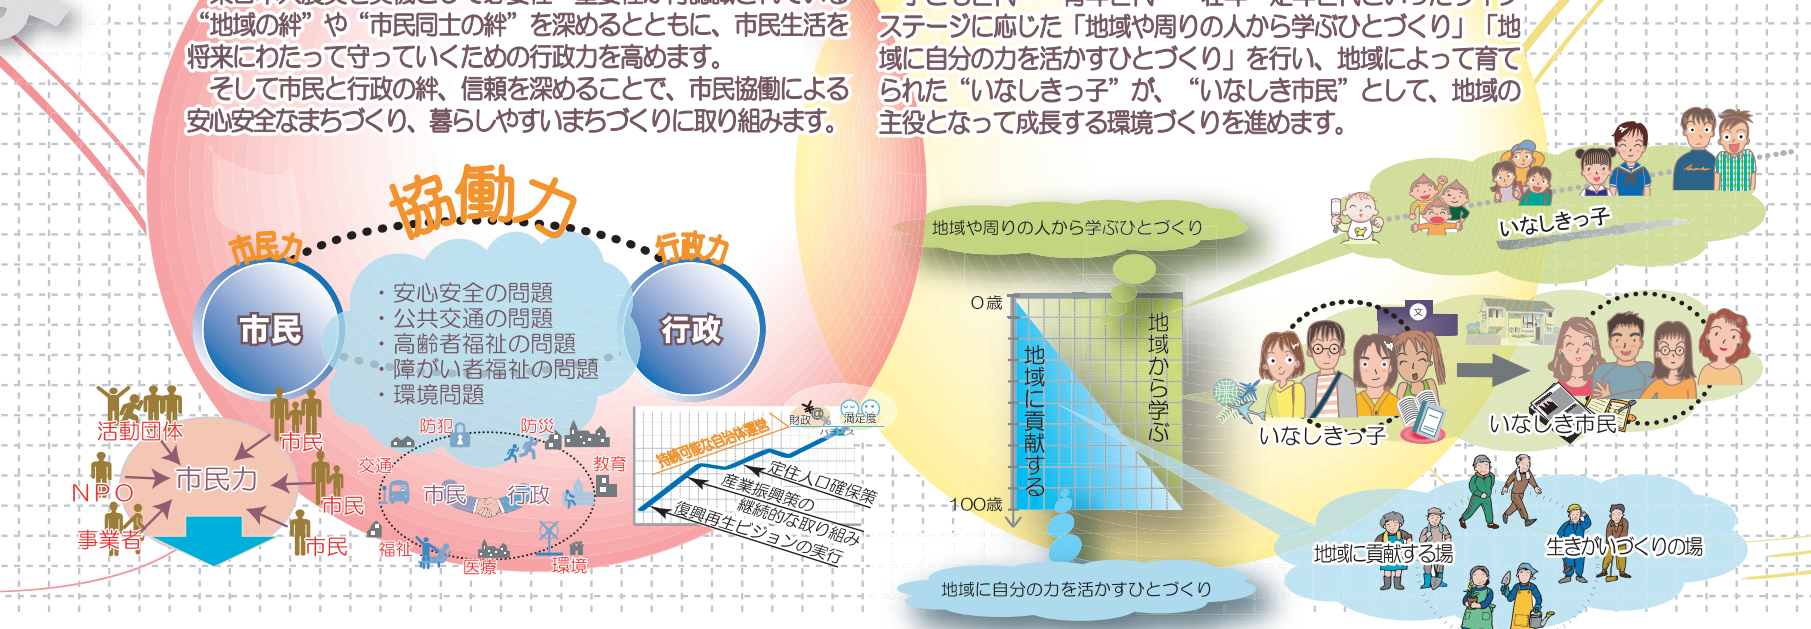 “地域の絆”や“市民同士の絆”を深めるとともに、市民生活を
将来にわたって守っていくための行政力を高めます。
そして市民と行政の絆、信頼を深めることで、市民協働による
安心安全なまちづくり、暮らしやすいまちづくりに取り組みます。
ステージに応じた「地域や周りの人から学ぶひとづくり」「地
域に自分の力を活かすひとづくり」を行い、地域によって育て
られた“いなしきっ子”が、“いなしき市民”として、地域の
主役となって成長する環境づくりを進めます。
協働力
市民力
行政力
市民
行政
・安心安全の問題
・公共交通の問題
・高齢者福祉の問題
・障がい者福祉の問題
・環境問題
活動団体
市民
市民力
NPO
市民
事業者
市民
防犯
防災
交通
教育
市民
行政
福祉
医療
環境
財政
満足度
バランス
持続可能な自治体運営
定住人口確保策
産業振興策の
継続的な取り組み
復興再生ビジョンの実行
地域や周りの人から学ぶひとづくり
0歳
地域から学ぶ
地域に貢献する
100歳
地域に自分の力を活かすひとづくり
いなしきっ子
文
いなしきっ子
いなしき市民
地域に貢献する場
生きがいづくりの場